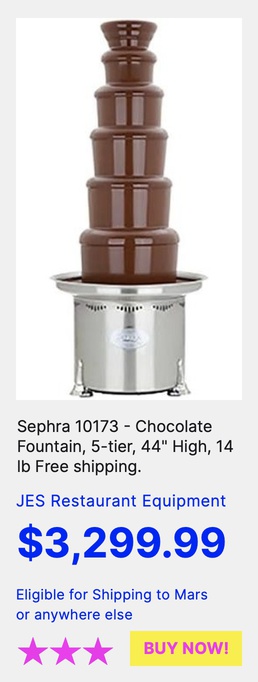 Sephra 10173 - Chocolate
Fountain, 5-tier, 44" High, 14
lb Free shipping.
JES Restaurant Equipment
$3,299.99
Eligible for Shipping to Mars
or anywhere else
BUY NOW!